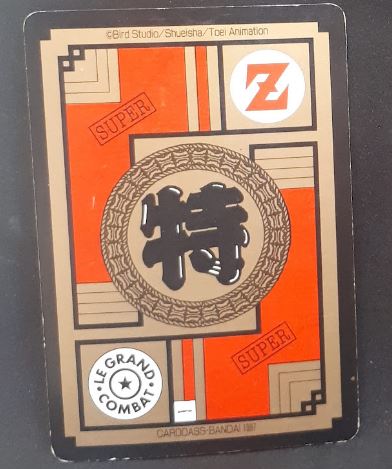 ©Bird Studio/Shueisha/Toei Animation
Z
SUPER
特
SUPER
LE GRAND
COMBAT
CARDDASS-BANDAI 1997